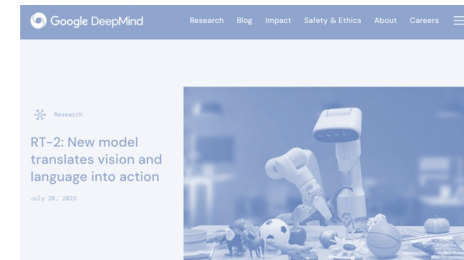 Google DeepMind
Research Blog Impact Safety & Ethics About Careers
Research
RT-2: New model
translates vision and
language into action
July 28, 2023